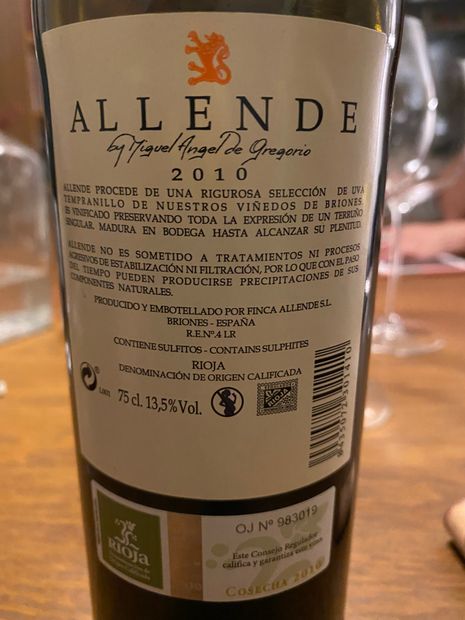 ALLENDE
by Miguel Angel de Gregorio
2010
ALLENDE PROCEDE DE UNA RIGUROSA SELECCIÓN DE UVA
TEMPRANILLO DE NUESTROS VIÑEDOS DE BRIONES.
ES VINIFICADO PRESERVANDO TODA LA EXPRESIÓN DE UN TERRUÑO
SINGULAR. MADURA EN BODEGA HASTA ALCANZAR SU PLENITUD.
ALLENDE NO ES SOMETIDO A TRATAMIENTOS NI PROCESOS
AGRESIVOS DE ESTABILIZACIÓN NI FILTRACIÓN, POR LO QUE CON EL PASO
DEL TIEMPO PUEDEN PRODUCIRSE PRECIPITACIONES DE SUS
COMPONENTES NATURALES.
PRODUCIDO Y EMBOTELLADO POR FINCA ALLENDE S.L.
BRIONES - ESPAÑA
R.E.Nº.4 LR
CONTIENE SULFITOS - CONTAINS SULPHITES
RIOJA
DENOMINACIÓN DE ORIGEN CALIFICADA
75 cl. 13,5% Vol.
RIOJA
OJ Nº 983019
RIOJA
Este Consejo Regulador
califica y garantiza este vino
COSECHA 2010